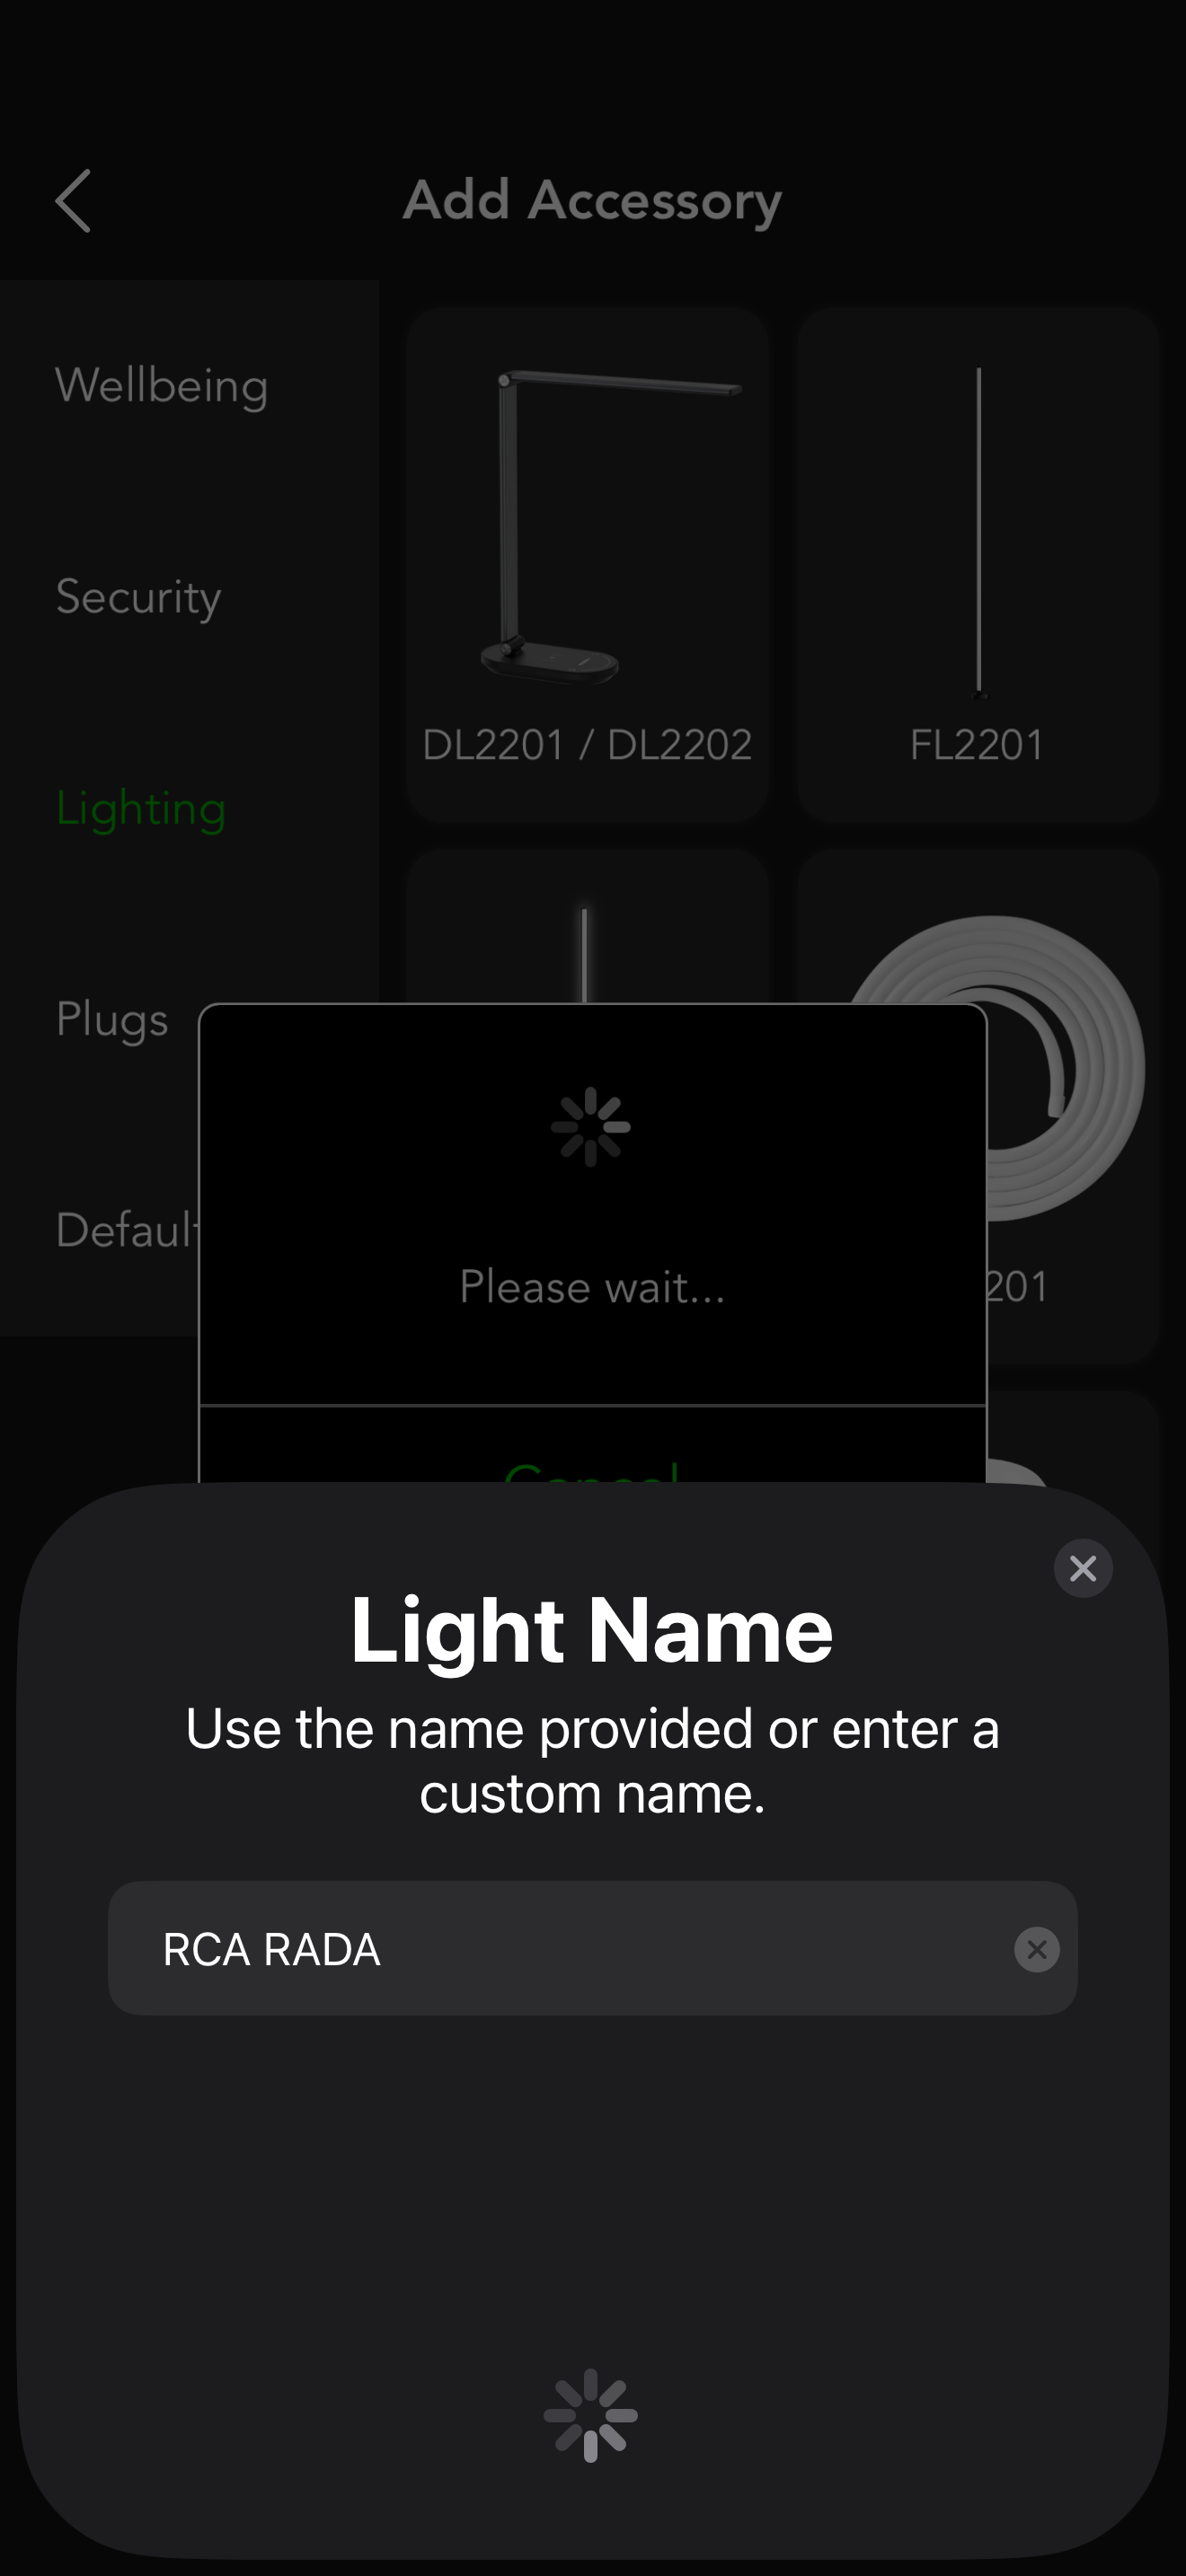 Add Accessory
Wellbeing
Security
Lighting
Plugs
Default
DL2201 / DL2202
FL2201
201
Please wait...
Cancel
Light Name
Use the name provided or enter a
custom name.
RCA RADA